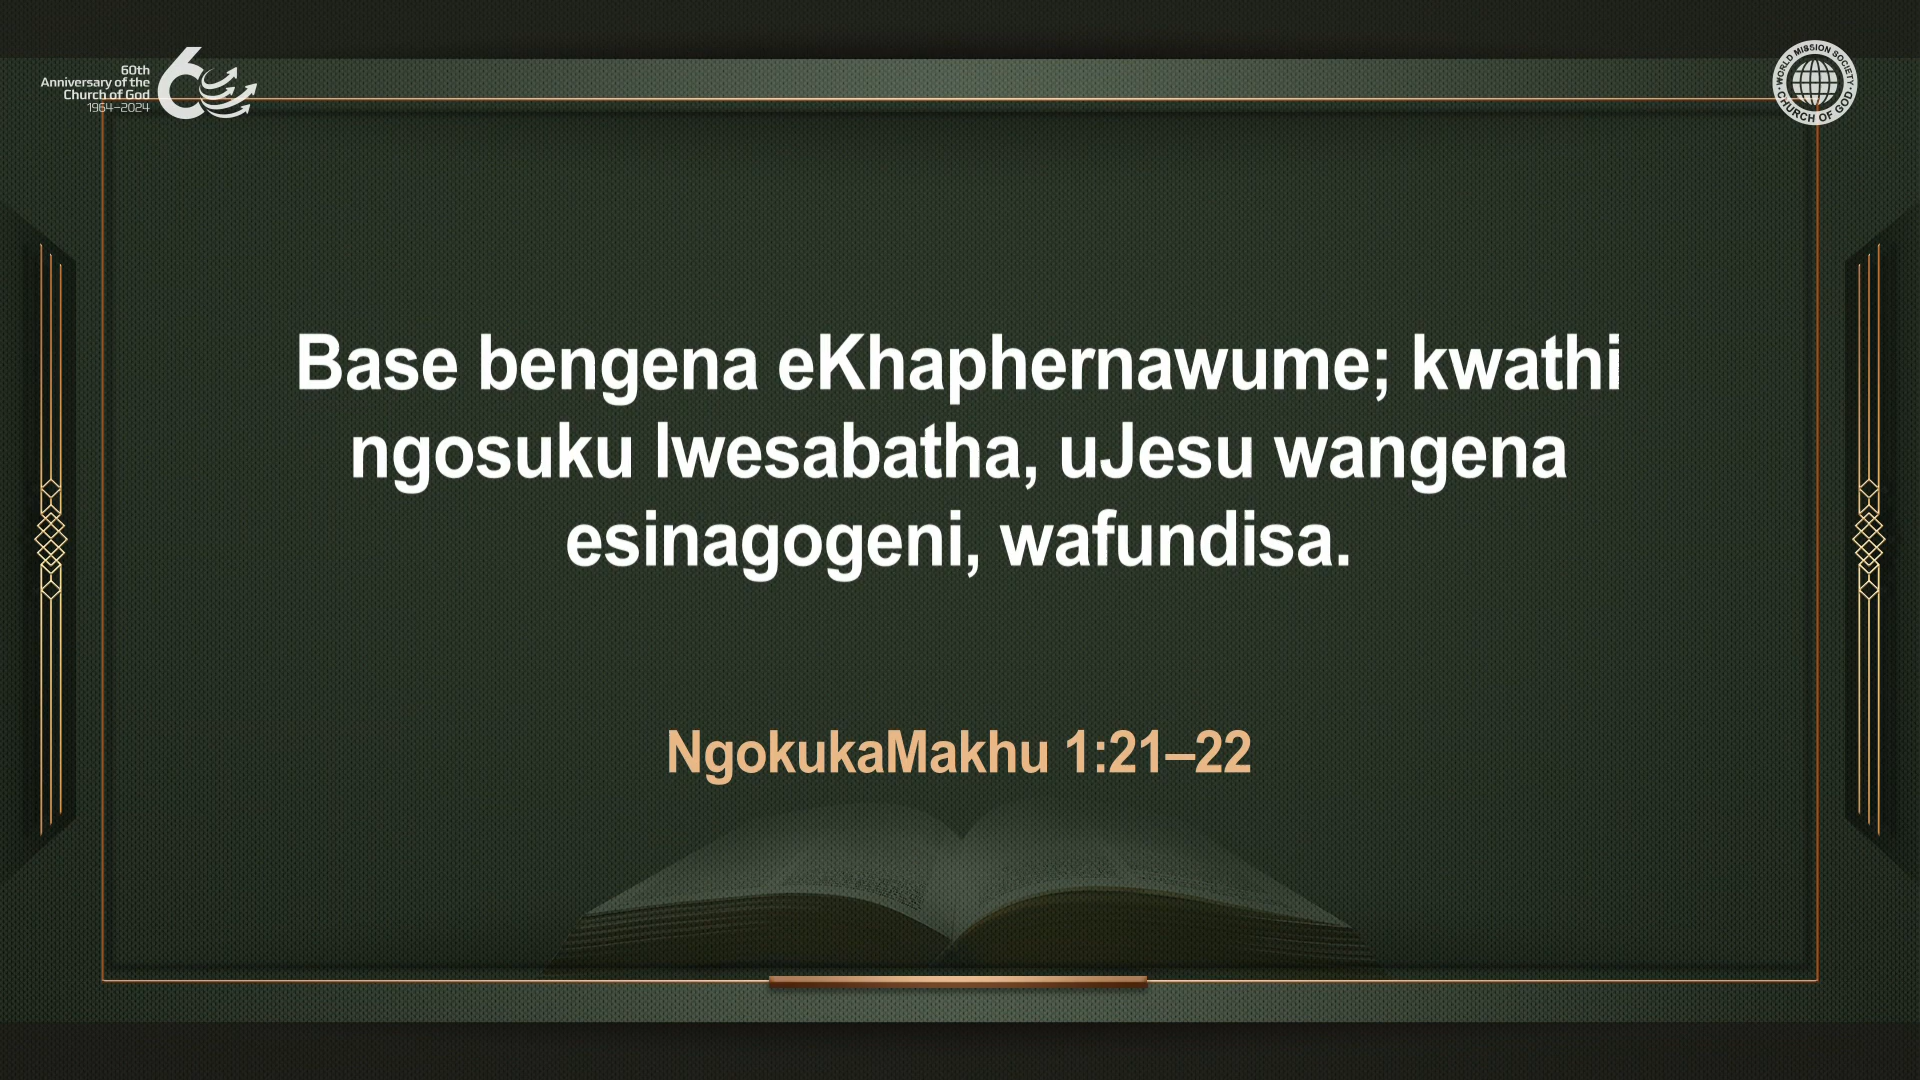 60th
Anniversary of the
Church of God
1964–2024
WORLD MISSION SOCIETY
CHURCH OF GOD
Base bengena eKhaphernawume; kwathi
ngosuku lwesabatha, uJesu wangena
esinagogeni, wafundisa.
NgokukaMakhu 1:21–22